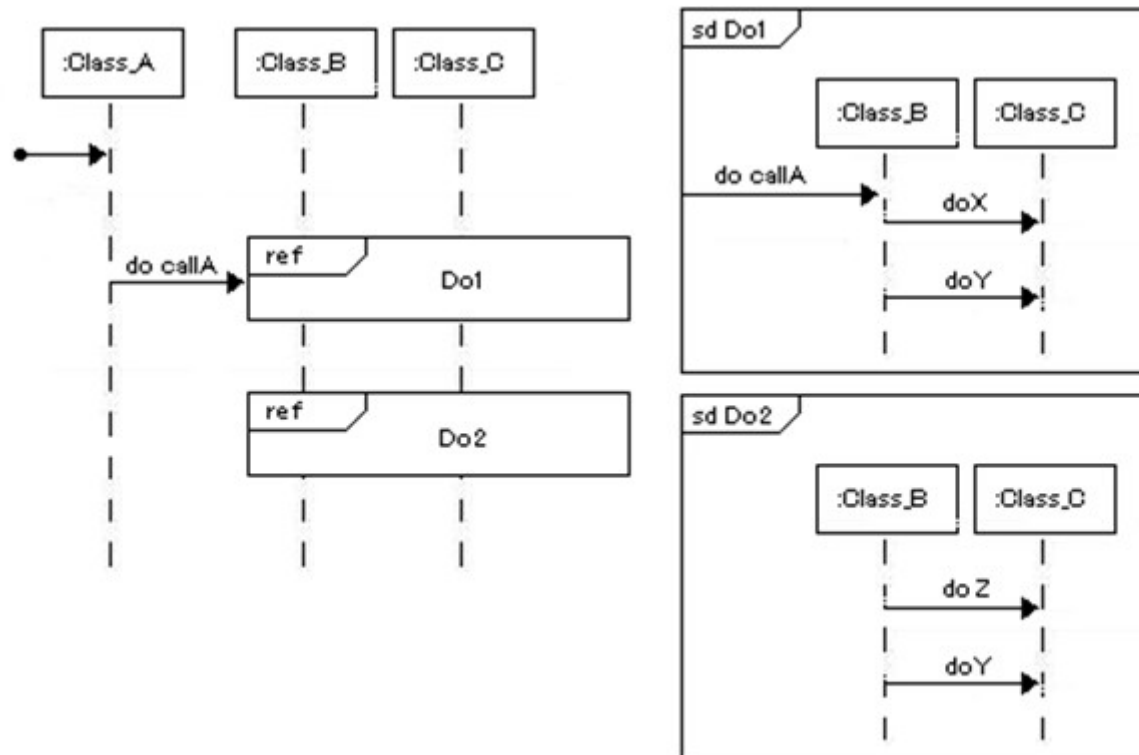 :Class_A
:Class_B
:Class_C
do callA
ref
Do1
ref
Do2
sd Do1
:Class_B
:Class_C
do callA
doX
doY
sd Do2
:Class_B
:Class_C
do Z
doY